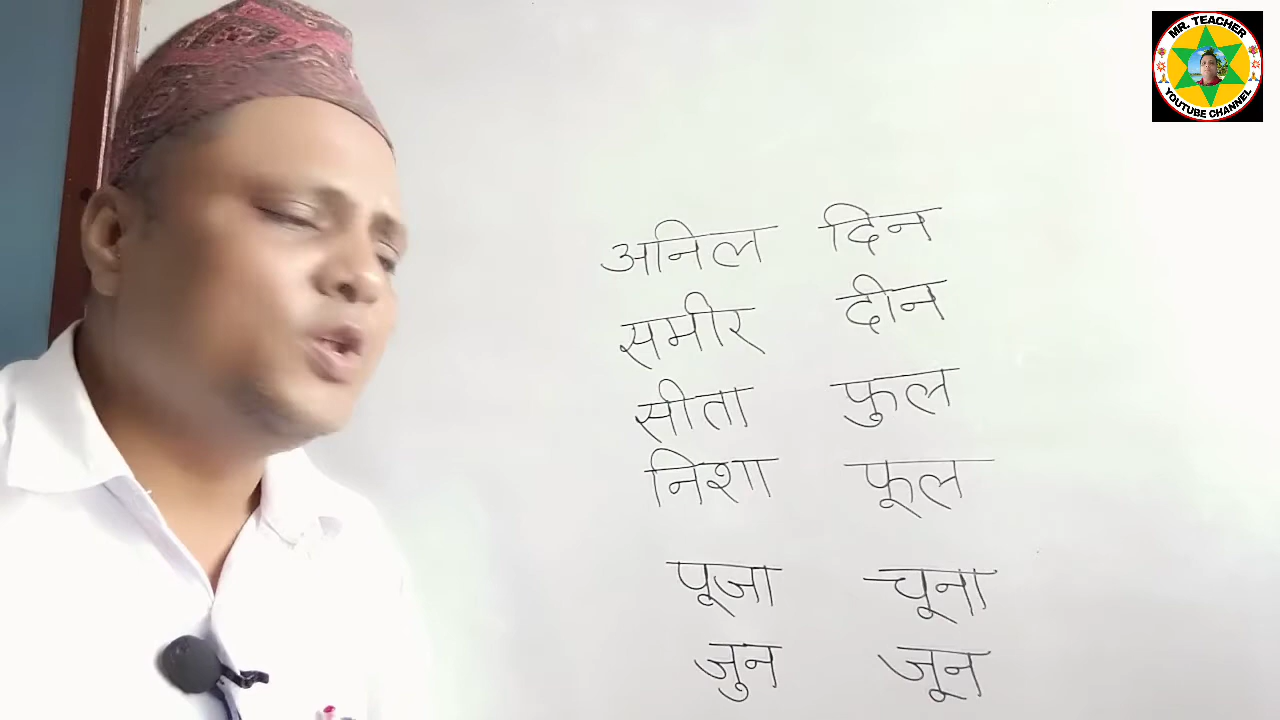 MR. TEACHER
YOUTUBE CHANNEL
अनिल दिन
समीर दीन
सीता फुल
निशा फूल
पूजा चूना
जुन जून